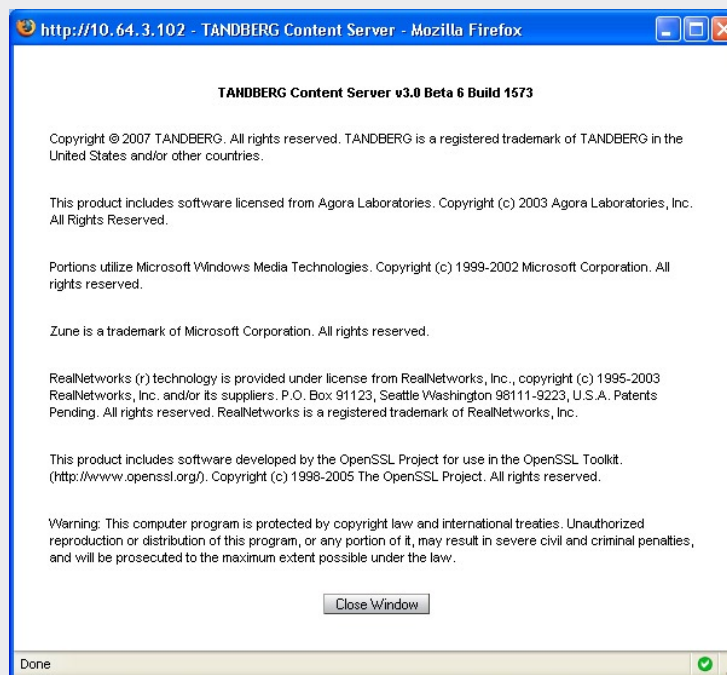 http://10.64.3.102 - TANDBERG Content Server - Mozilla Firefox
TANDBERG Content Server v3.0 Beta 6 Build 1573
Copyright © 2007 TANDBERG. All rights reserved. TANDBERG is a registered trademark of TANDBERG in the
United States and/or other countries.
This product includes software licensed from Agora Laboratories. Copyright (c) 2003 Agora Laboratories, Inc.
All Rights Reserved.
Portions utilize Microsoft Windows Media Technologies. Copyright (c) 1999-2002 Microsoft Corporation. All
rights reserved.
Zune is a trademark of Microsoft Corporation. All rights reserved.
RealNetworks (r) technology is provided under license from RealNetworks, Inc., copyright (c) 1995-2003
RealNetworks, Inc. and/or its suppliers. P.O. Box 91123, Seattle Washington 98111-9223, U.S.A. Patents
Pending. All rights reserved. RealNetworks is a registered trademark of RealNetworks, Inc.
This product includes software developed by the OpenSSL Project for use in the OpenSSL Toolkit.
(http://www.openssl.org/). Copyright (c) 1998-2005 The OpenSSL Project. All rights reserved.
Warning: This computer program is protected by copyright law and international treaties. Unauthorized
reproduction or distribution of this program, or any portion of it, may result in severe civil and criminal penalties,
and will be prosecuted to the maximum extent possible under the law.
Close Window
Done